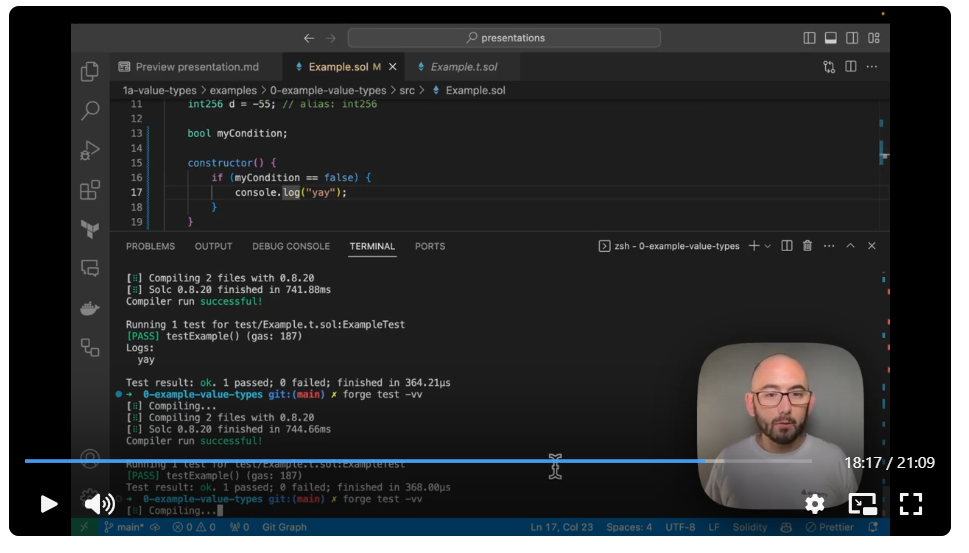 presentations
Preview presentation.md Example.sol M Example.t.sol
1a-value-types > examples > 0-example-value-types > src > Example.sol
11 int256 d = -55; // alias: int256
12
13 bool myCondition;
14
15 constructor() {
16 if (myCondition == false) {
17 console.log("yay");
18 }
19 }
PROBLEMS OUTPUT DEBUG CONSOLE TERMINAL PORTS zsh - 0-example-value-types
[⠿] Compiling 2 files with 0.8.20
[⠿] Solc 0.8.20 finished in 741.88ms
Compiler run successful!
Running 1 test for test/Example.t.sol:ExampleTest
[PASS] testExample() (gas: 187)
Logs:
yay
Test result: ok. 1 passed; 0 failed; finished in 364.21µs
→ 0-example-value-types git:(main) ✗ forge test -vv
[⠿] Compiling...
[⠿] Compiling 2 files with 0.8.20
[⠿] Solc 0.8.20 finished in 744.66ms
Compiler run successful!
Running 1 test for test/Example.t.sol:ExampleTest
18:17 / 21:09
[PASS] testExample() (gas: 187)
Test result: ok. 1 passed; 0 failed; finished in 368.00µs
→ 0-example-value-types git:(main) ✗ forge test -vv
[⠿] Compiling...
main* 0 0 0 Git Graph Ln 17, Col 23 Spaces: 4 UTF-8 LF Solidity Prettier